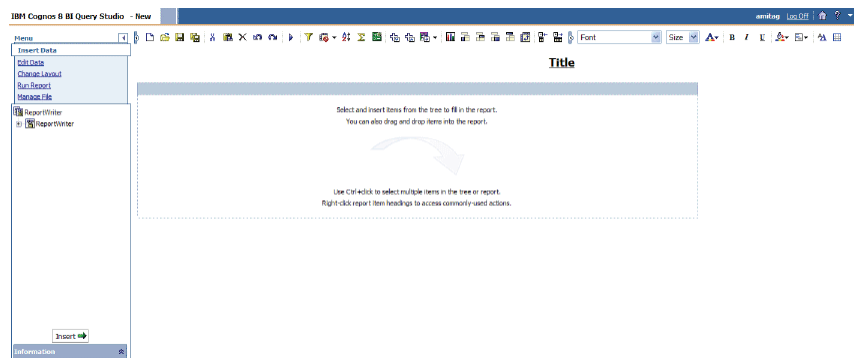 IBM Cognos 8 BI Query Studio - New
amitag Log Off ?
Menu
Font
Size
A
B I U
Insert Data
Edit Data
Change Layout
Run Report
Manage File
Title
ReportWriter
ReportWriter
Select and insert items from the tree to fill in the report.
You can also drag and drop items into the report.
Use Ctrl+click to select multiple items in the tree or report.
Right-click report item headings to access commonly-used actions.
Insert
Information